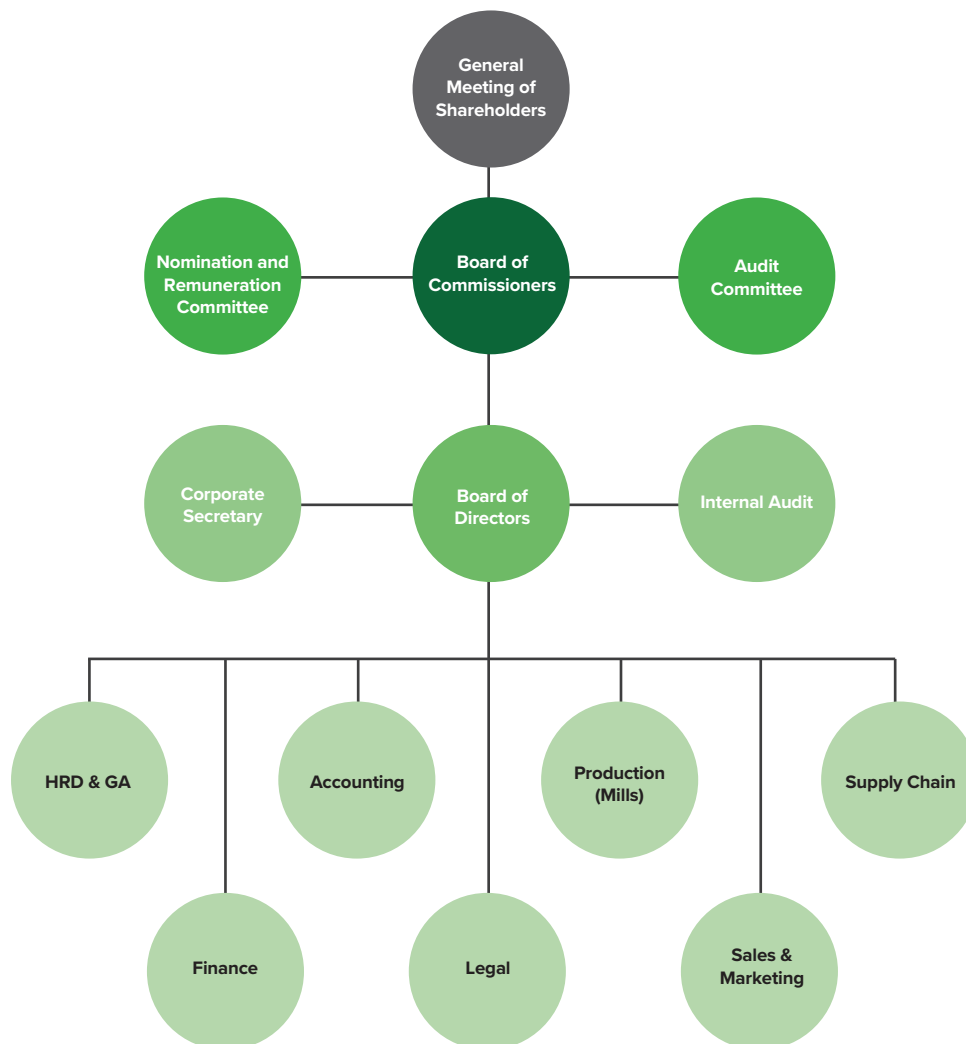 General
Meeting of
Shareholders
Nomination and
Remuneration
Committee
Board of
Commissioners
Audit
Committee
Corporate
Secretary
Board of
Directors
Internal Audit
HRD & GA
Accounting
Production
(Mills)
Supply Chain
Finance
Legal
Sales &
Marketing